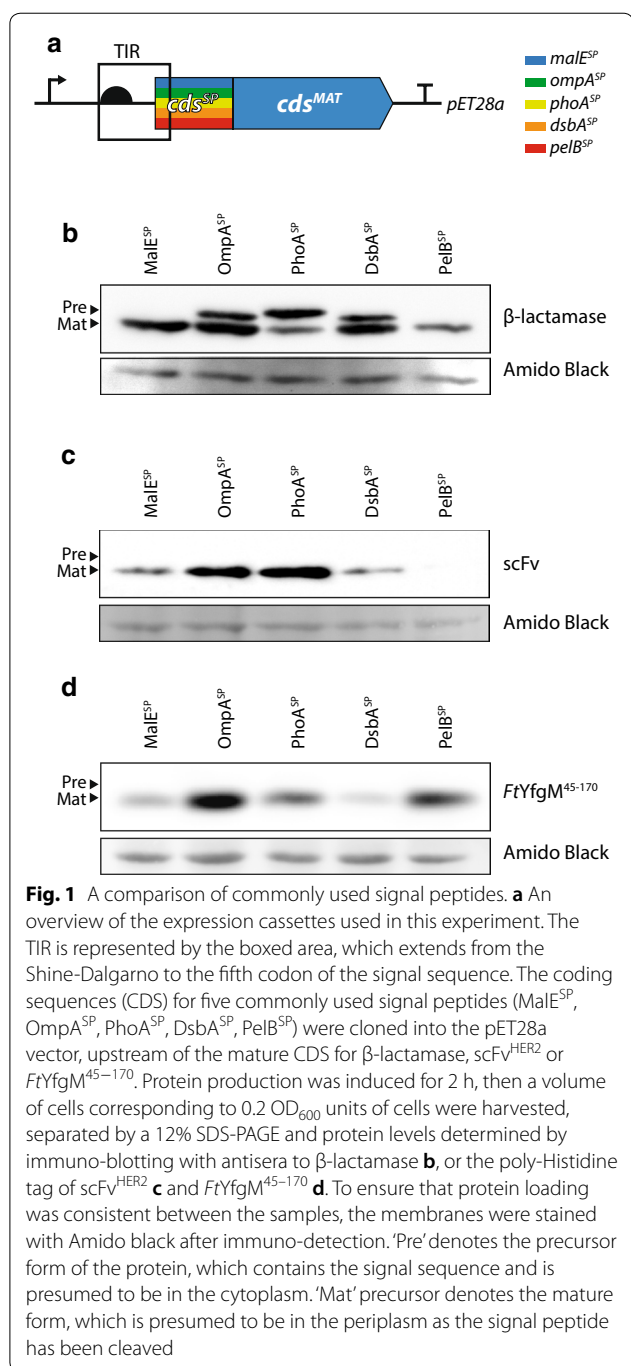 a
TIR
cds^SP
cds^MAT
pET28a
malE^SP
ompA^SP
phoA^SP
dsbA^SP
pelB^SP
b
MalE^SP OmpA^SP PhoA^SP DsbA^SP PelB^SP
Pre
Mat
β-lactamase
Amido Black
c
MalE^SP OmpA^SP PhoA^SP DsbA^SP PelB^SP
Pre
Mat
scFv
Amido Black
d
MalE^SP OmpA^SP PhoA^SP DsbA^SP PelB^SP
Pre
Mat
FtYfgM^45-170
Amido Black
Fig. 1 A comparison of commonly used signal peptides. a An
overview of the expression cassettes used in this experiment. The
TIR is represented by the boxed area, which extends from the
Shine-Dalgarno to the fifth codon of the signal sequence. The coding
sequences (CDS) for five commonly used signal peptides (MalE^SP,
OmpA^SP, PhoA^SP, DsbA^SP, PelB^SP) were cloned into the pET28a
vector, upstream of the mature CDS for β-lactamase, scFv^HER2 or
FtYfgM^45−170. Protein production was induced for 2 h, then a volume
of cells corresponding to 0.2 OD_600 units of cells were harvested,
separated by a 12% SDS-PAGE and protein levels determined by
immuno-blotting with antisera to β-lactamase b, or the poly-Histidine
tag of scFv^HER2 c and FtYfgM^45–170 d. To ensure that protein loading
was consistent between the samples, the membranes were stained
with Amido black after immuno-detection. ‘Pre’ denotes the precursor
form of the protein, which contains the signal sequence and is
presumed to be in the cytoplasm. ‘Mat’ precursor denotes the mature
form, which is presumed to be in the periplasm as the signal peptide
has been cleaved